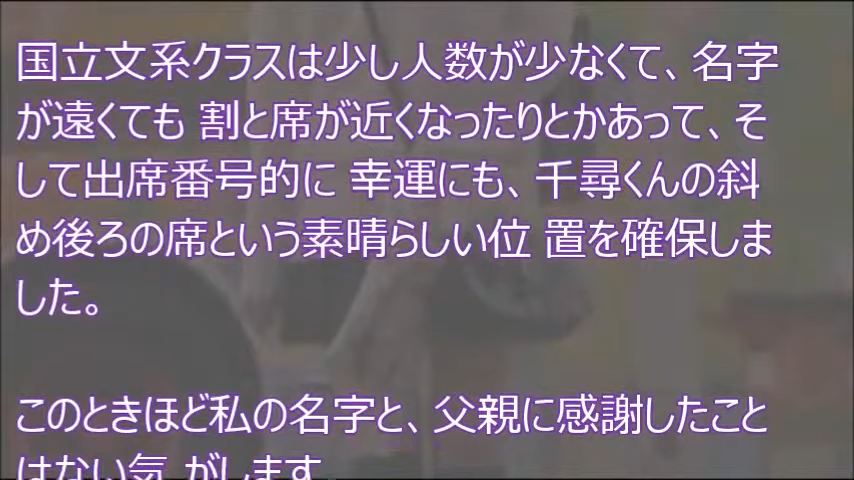 国立文系クラスは少し人数が少なくて、名字
が遠くても 割と席が近くなったりとかあって、そ
して出席番号的に 幸運にも、千尋くんの斜
め後ろの席という素晴らしい位 置を確保しま
した。
このときほど私の名字と、父親に感謝したこと
はない気 がします。